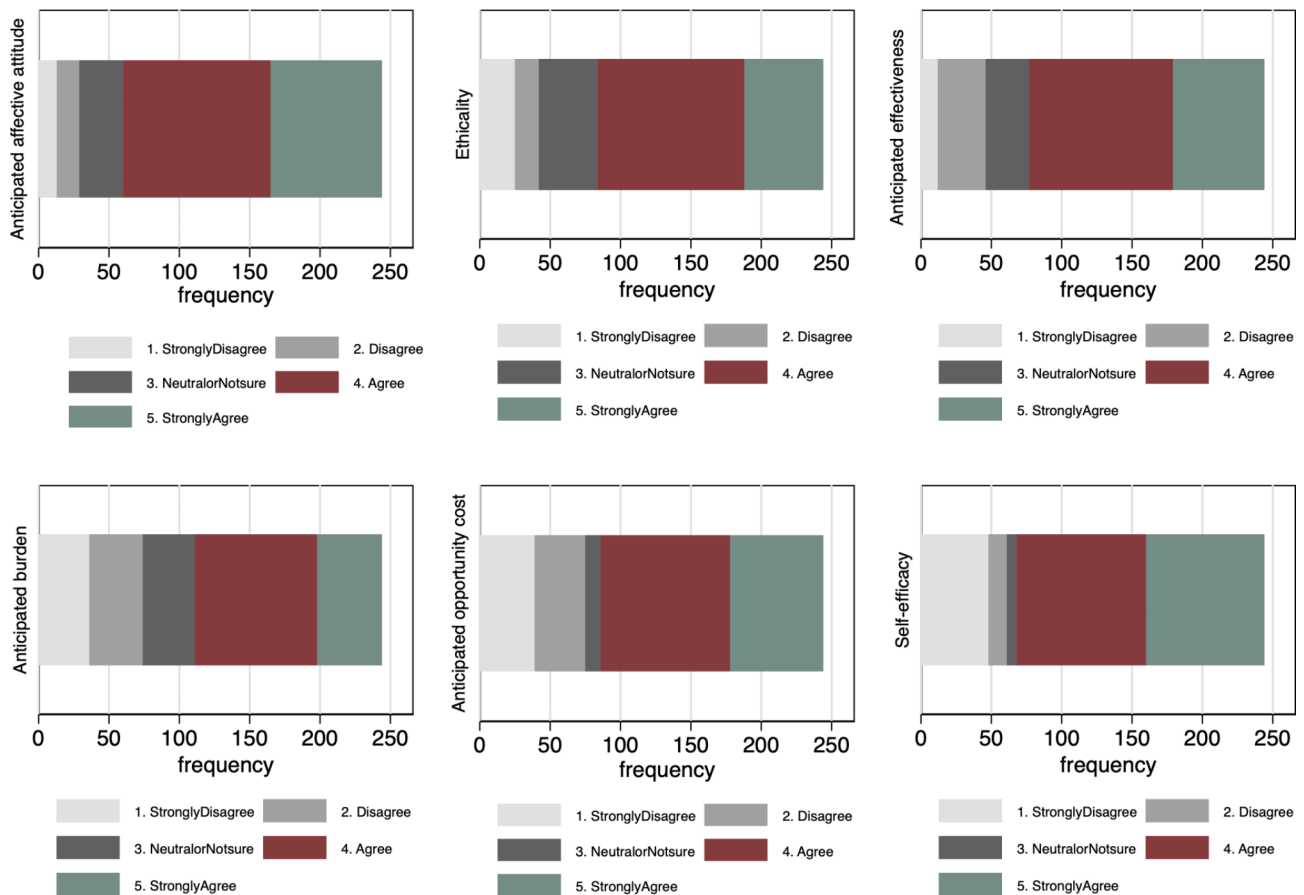 Anticipated affective attitude
0 50 100 150 200 250
frequency
1. StronglyDisagree 2. Disagree
3. NeutralorNotsure 4. Agree
5. StronglyAgree
Ethicality
0 50 100 150 200 250
frequency
1. StronglyDisagree 2. Disagree
3. NeutralorNotsure 4. Agree
5. StronglyAgree
Anticipated effectiveness
0 50 100 150 200 250
frequency
1. StronglyDisagree 2. Disagree
3. NeutralorNotsure 4. Agree
5. StronglyAgree
Anticipated burden
0 50 100 150 200 250
frequency
1. StronglyDisagree 2. Disagree
3. NeutralorNotsure 4. Agree
5. StronglyAgree
Anticipated opportunity cost
0 50 100 150 200 250
frequency
1. StronglyDisagree 2. Disagree
3. NeutralorNotsure 4. Agree
5. StronglyAgree
Self-efficacy
0 50 100 150 200 250
frequency
1. StronglyDisagree 2. Disagree
3. NeutralorNotsure 4. Agree
5. StronglyAgree